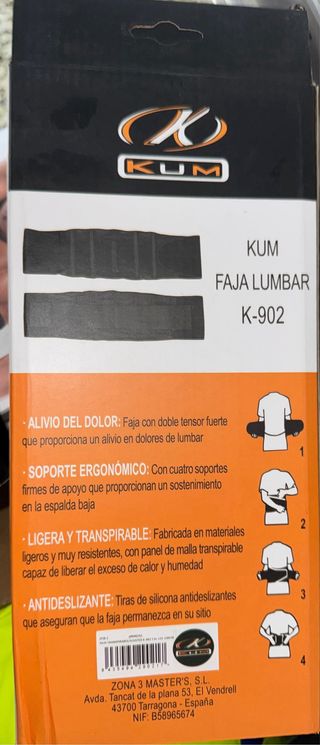 KUM
KUM
FAJA LUMBAR
K-902
· ALIVIO DEL DOLOR: Faja con doble tensor fuerte
que proporciona un alivio en dolores de lumbar
1
· SOPORTE ERGONÓMICO: Con cuatro soportes
firmes de apoyo que proporcionan un sostenimiento
en la espalda baja
2
· LIGERA Y TRANSPIRABLE: Fabricada en materiales
ligeros y muy resistentes, con panel de malla transpirable
capaz de liberar el exceso de calor y humedad
3
· ANTIDESLIZANTE: Tiras de silicona antideslizantes
que aseguran que la faja permanezca en su sitio
4
KUM
ZONA 3 MASTER'S, S.L.
Avda. Tancat de la plana 53, El Vendrell
43700 Tarragona - España
NIF: B58965674